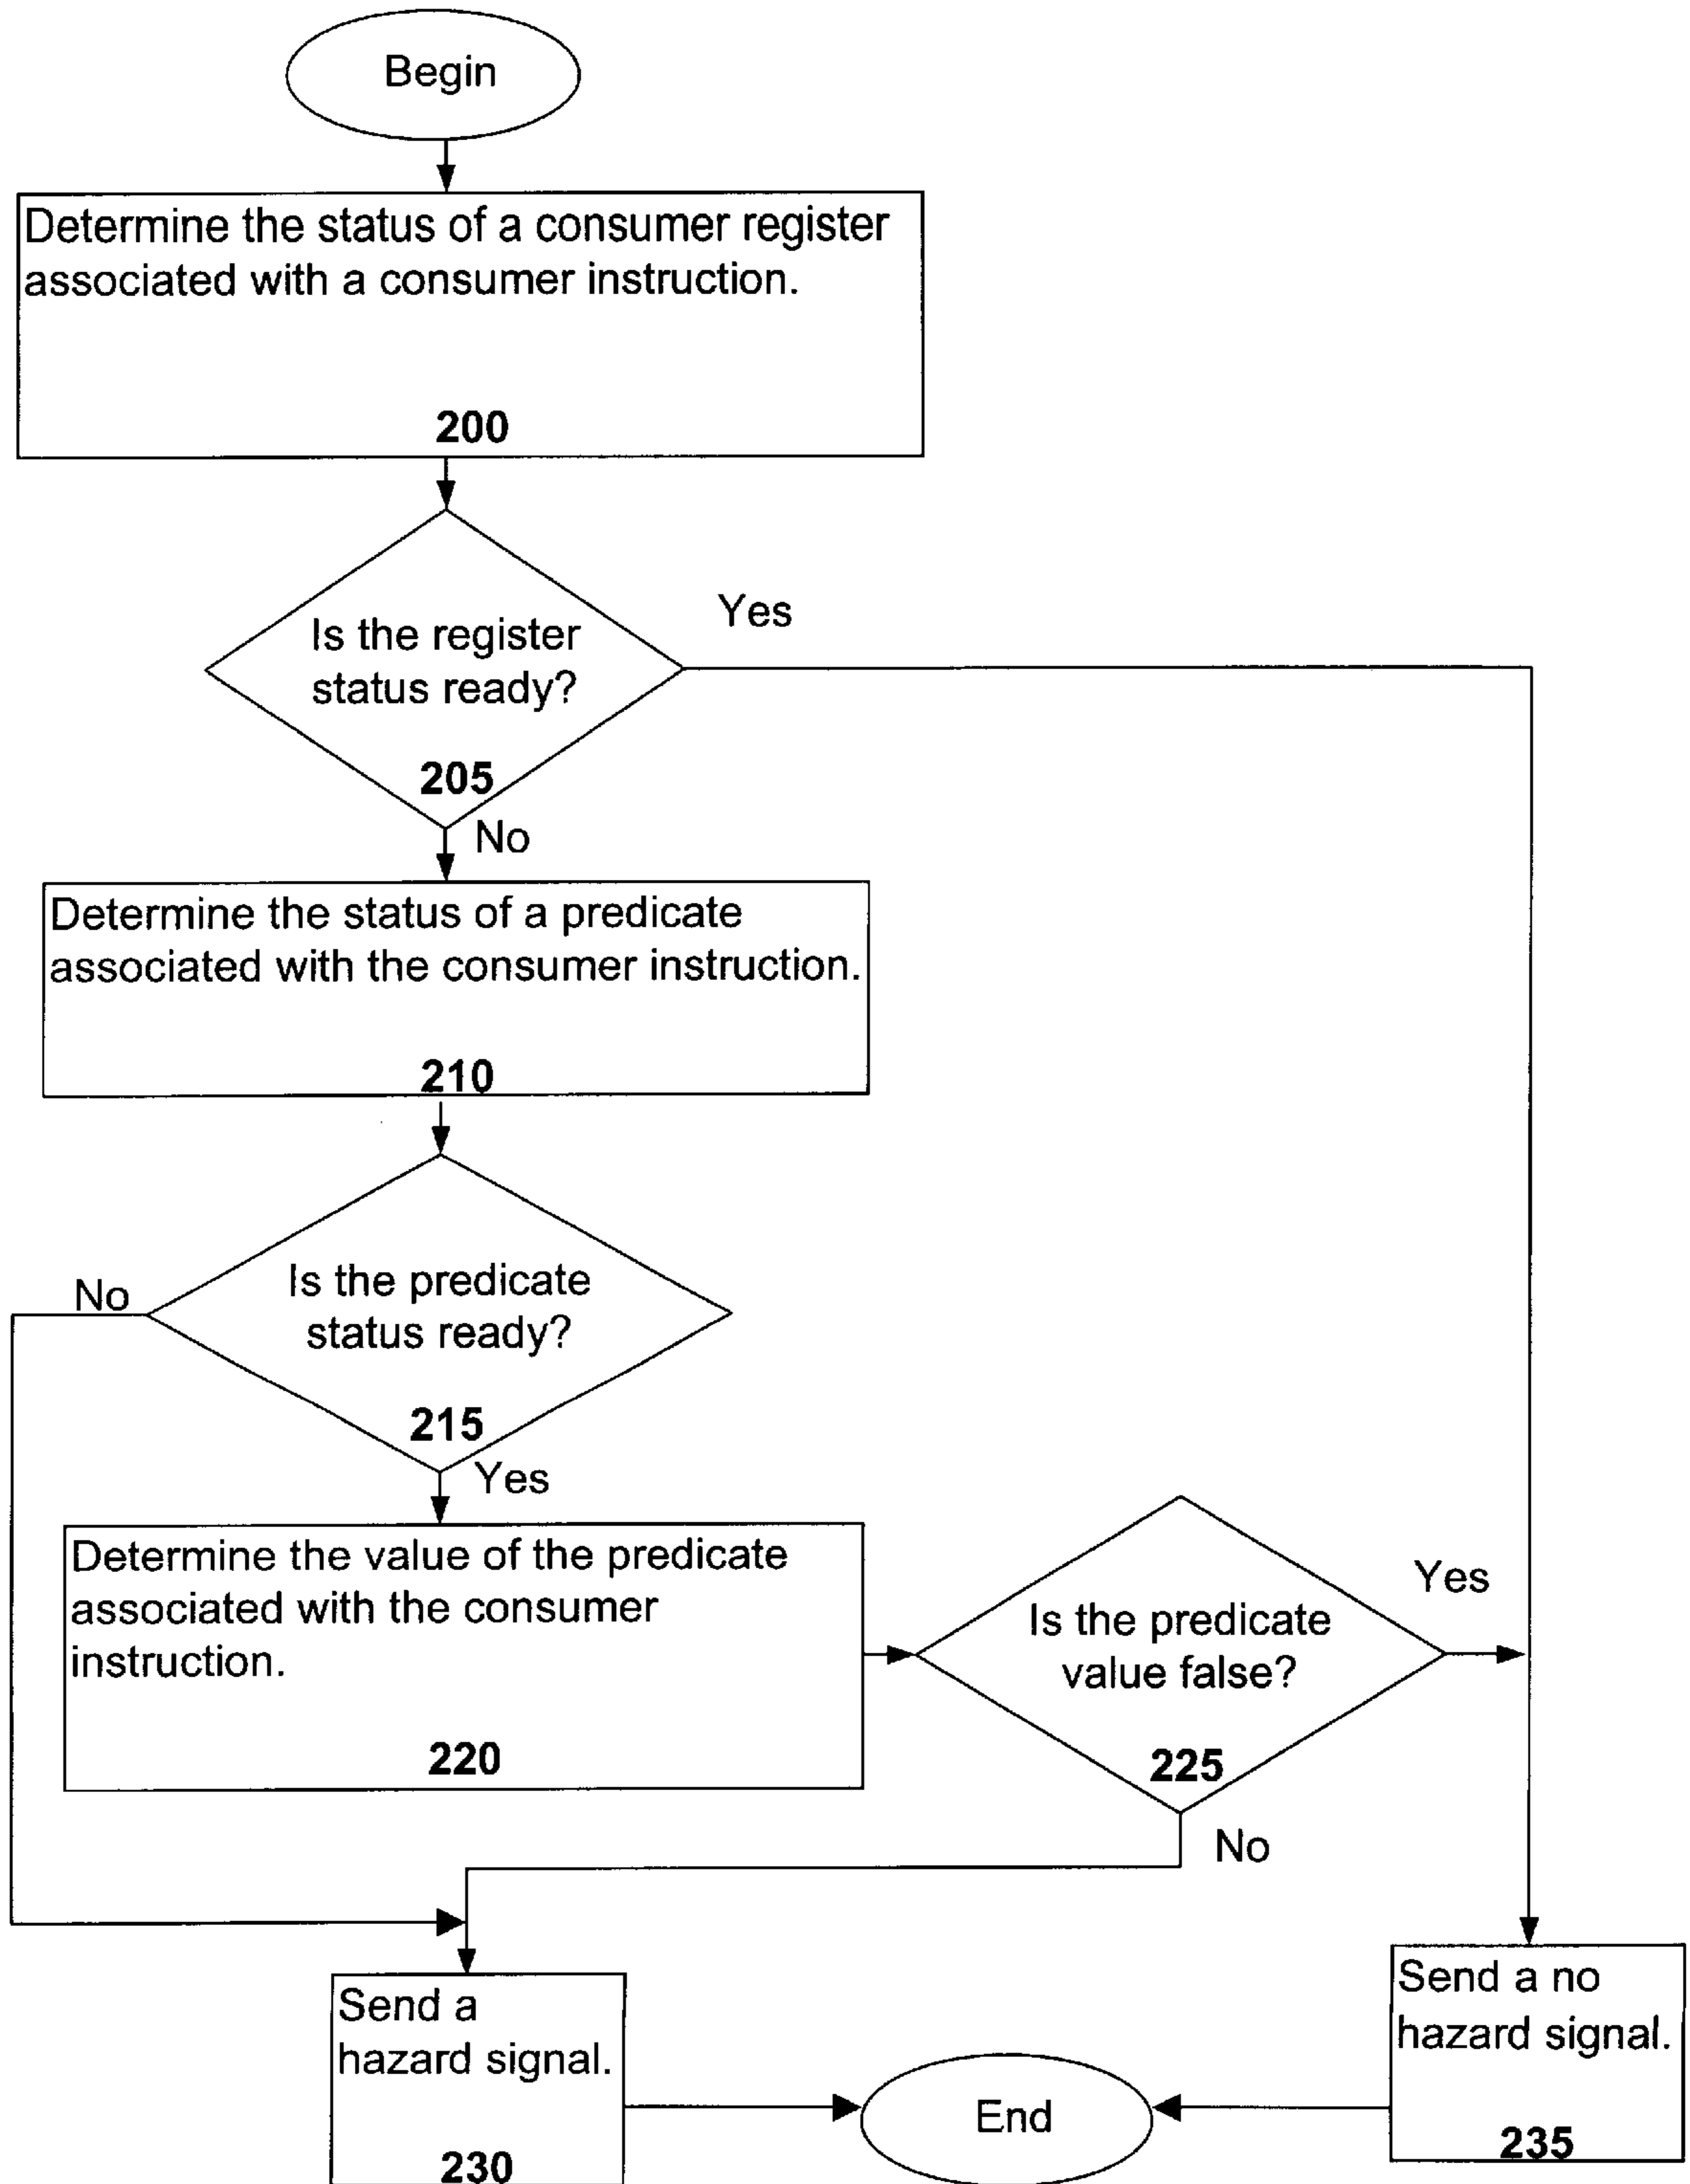 Begin
Determine the status of a consumer register
associated with a consumer instruction.
200
Yes
Is the register
status ready?
205
No
Determine the status of a predicate
associated with the consumer instruction.
210
No
Is the predicate
status ready?
215
Yes
Determine the value of the predicate
associated with the consumer
instruction.
220
Yes
Is the predicate
value false?
225
No
Send a
hazard signal.
230
End
Send a no
hazard signal.
235